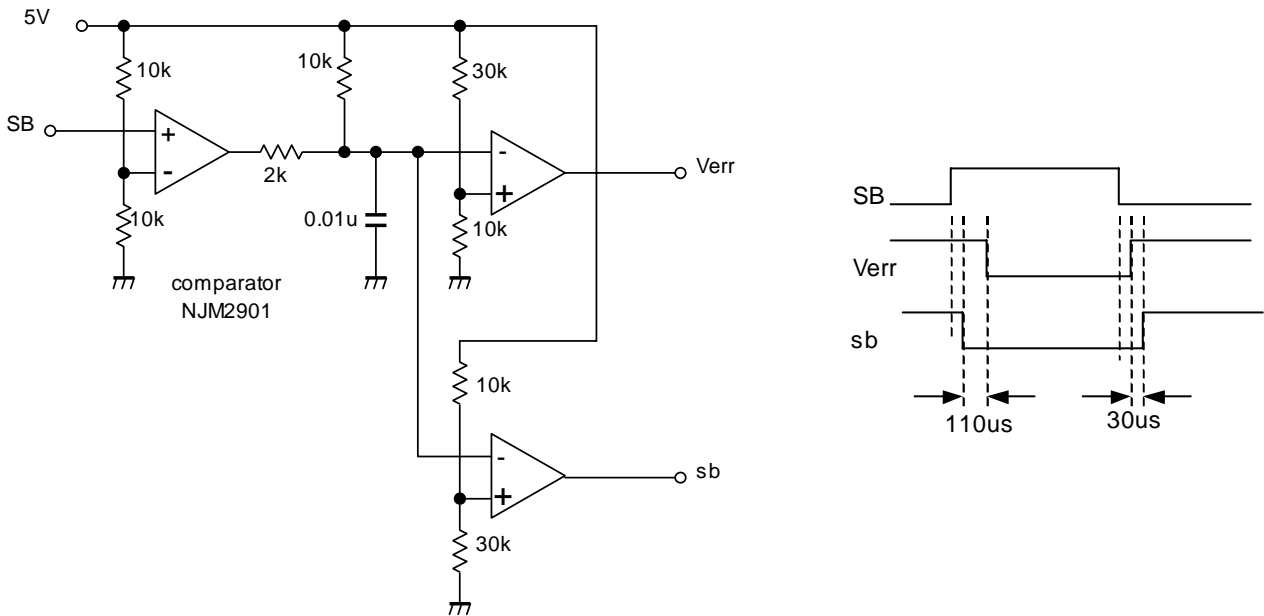 5V
10k
10k
30k
SB
+
-
2k
-
+
Verr
10k
0.01u
10k
comparator
NJM2901
10k
-
+
sb
30k
SB
Verr
sb
110us
30us